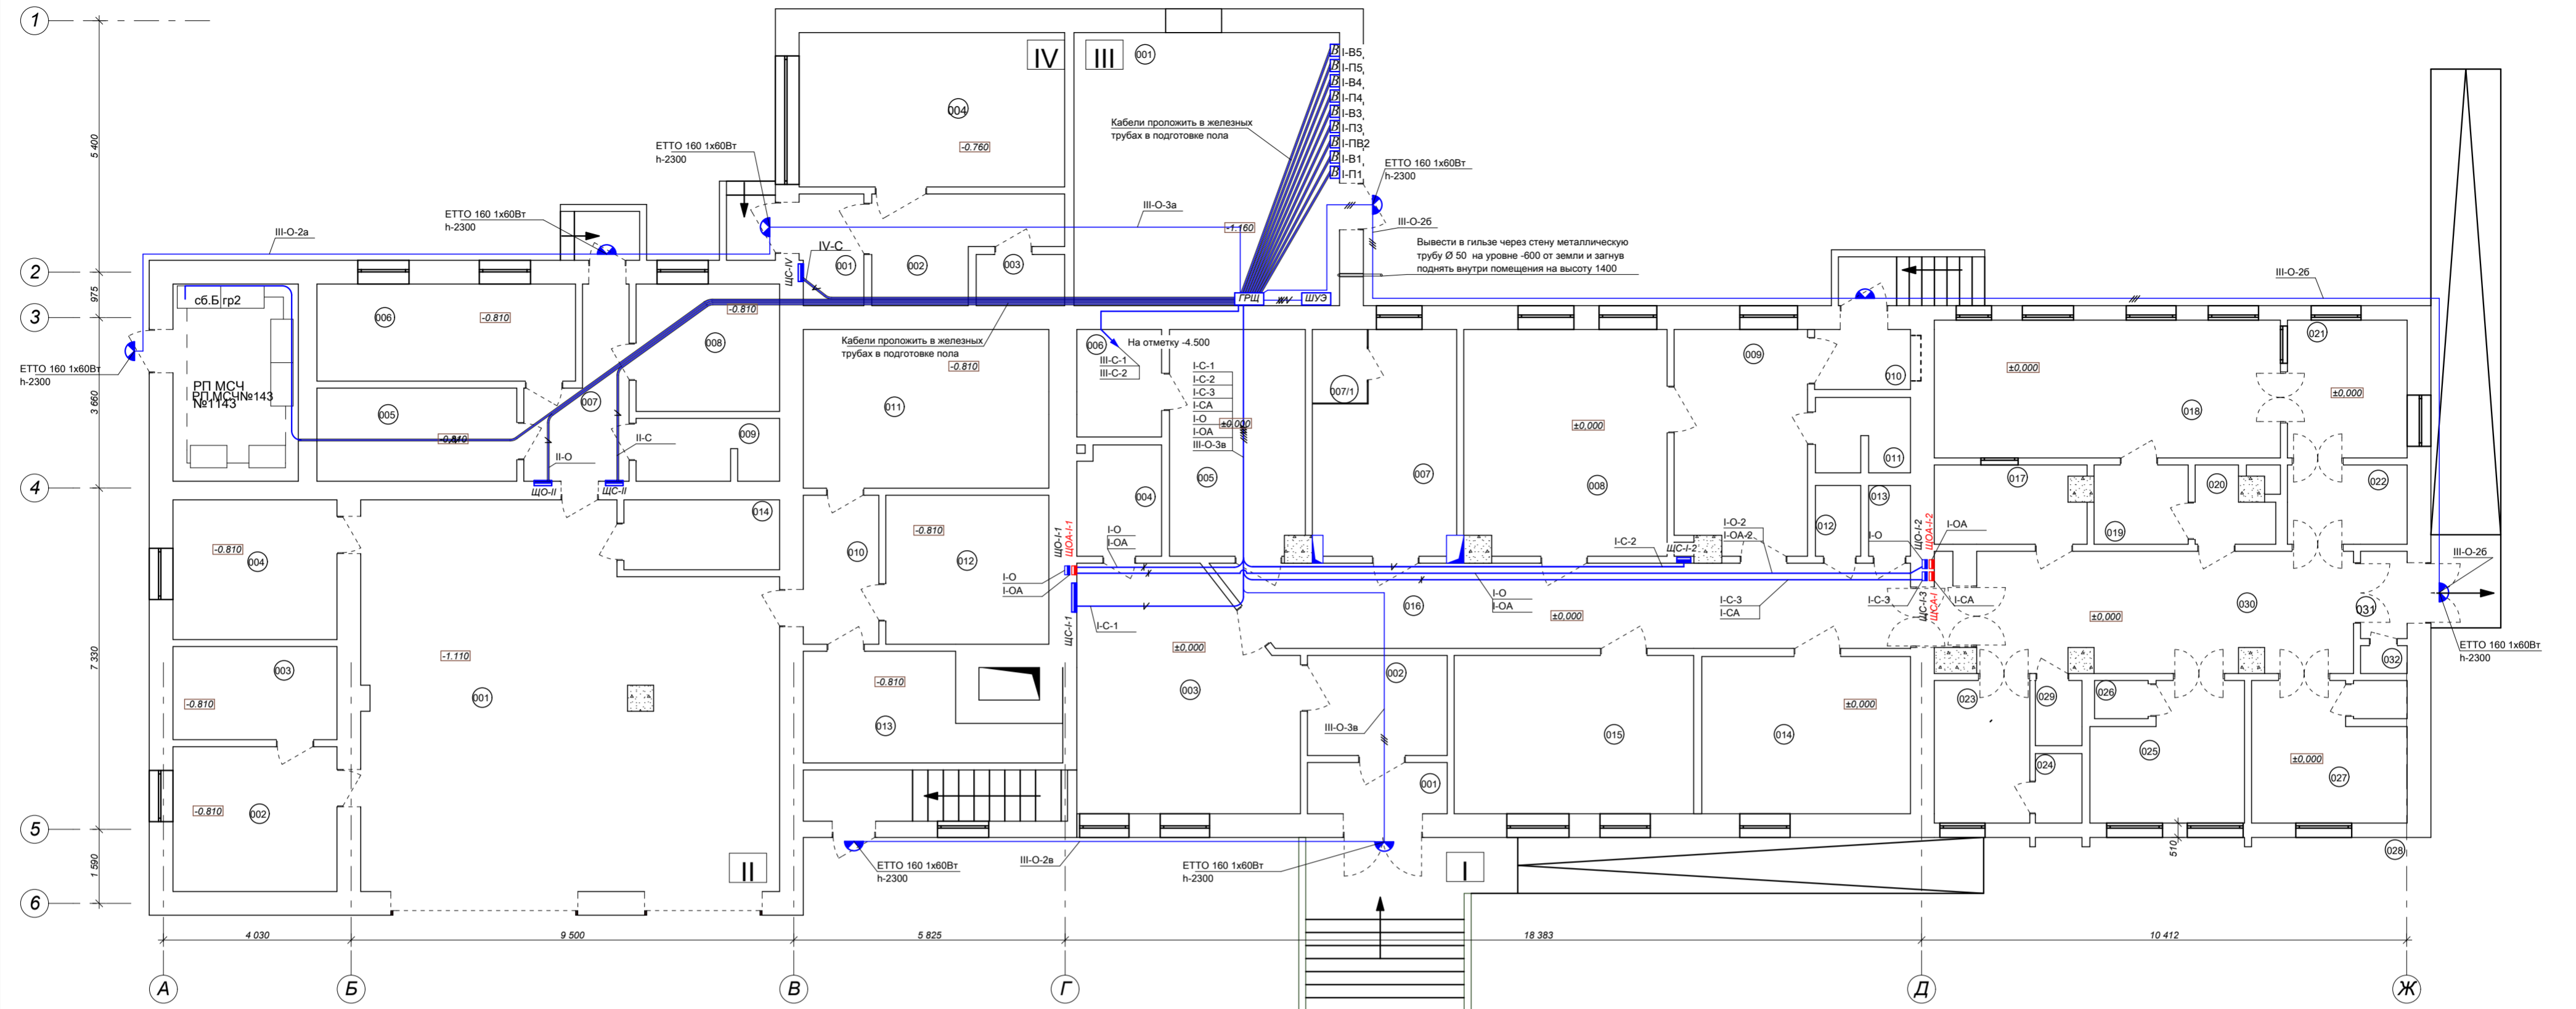 1
IV
III
001
I-В5
I-П5
I-В4
I-П4
I-В3
I-П3
I-ПВ2
I-В1
I-П1
В
В
В
В
В
В
В
В
В
004
-0.760
Кабели проложить в железных
трубах в подготовке пола
5 400
ЕТТО 160 1х60Вт
h-2300
ЕТТО 160 1х60Вт
h-2300
ЕТТО 160 1х60Вт
h-2300
III-О-3а
-1.160
III-О-2б
III-О-2а
Вывести в гильзе через стену металлическую
трубу Ø 50 на уровне -600 от земли и загнув
поднять внутри помещения на высоту 1400
IV-С
ЩС-IV
001
002
003
2
III-О-2б
975
сб.Б гр2
ГРЩ
ШУЭ
3
006
-0.810
-0.810
008
Кабели проложить в железных
трубах в подготовке пола
-0.810
006
На отметку -4.500
III-С-1
III-С-2
I-С-1
I-С-2
I-С-3
I-СА
I-О
I-ОА
III-О-3в
±0,000
007/1
009
010
±0,000
021
±0,000
ЕТТО 160 1х60Вт
h-2300
3 660
РП МСЧ
РП МСЧ№143
№1143
005
-0.810
007
009
011
±0,000
018
II-О
II-С
005
007
008
011
4
ЩО-II
ЩС-II
004
013
017
020
022
014
-0.810
012
019
004
-0.810
010
012
ЩО-I-1
ЩОА-I-1
I-О
I-ОА
I-О
I-ОА
I-С-2
ЩС-I-2
I-О-2
I-ОА-2
I-О
ЩО-I-2
ЩОА-I-2
I-ОА
III-О-2б
I-С-1
ЩС-I-1
016
I-О
I-ОА
±0,000
I-С-3
I-СА
I-С-3
ЩС-I-3
ЩСА-I
I-СА
±0,000
030
031
-1.110
001
003
-0.810
-0.810
013
±0,000
003
002
III-О-3в
015
014
±0,000
023
029
026
032
ЕТТО 160 1х60Вт
h-2300
7 330
025
024
±0,000
027
-0.810
002
001
5
ЕТТО 160 1х60Вт
h-2300
III-О-2в
ЕТТО 160 1х60Вт
h-2300
II
I
510
028
1 590
6
4 030
9 500
5 825
18 383
10 412
А
Б
В
Г
Д
Ж